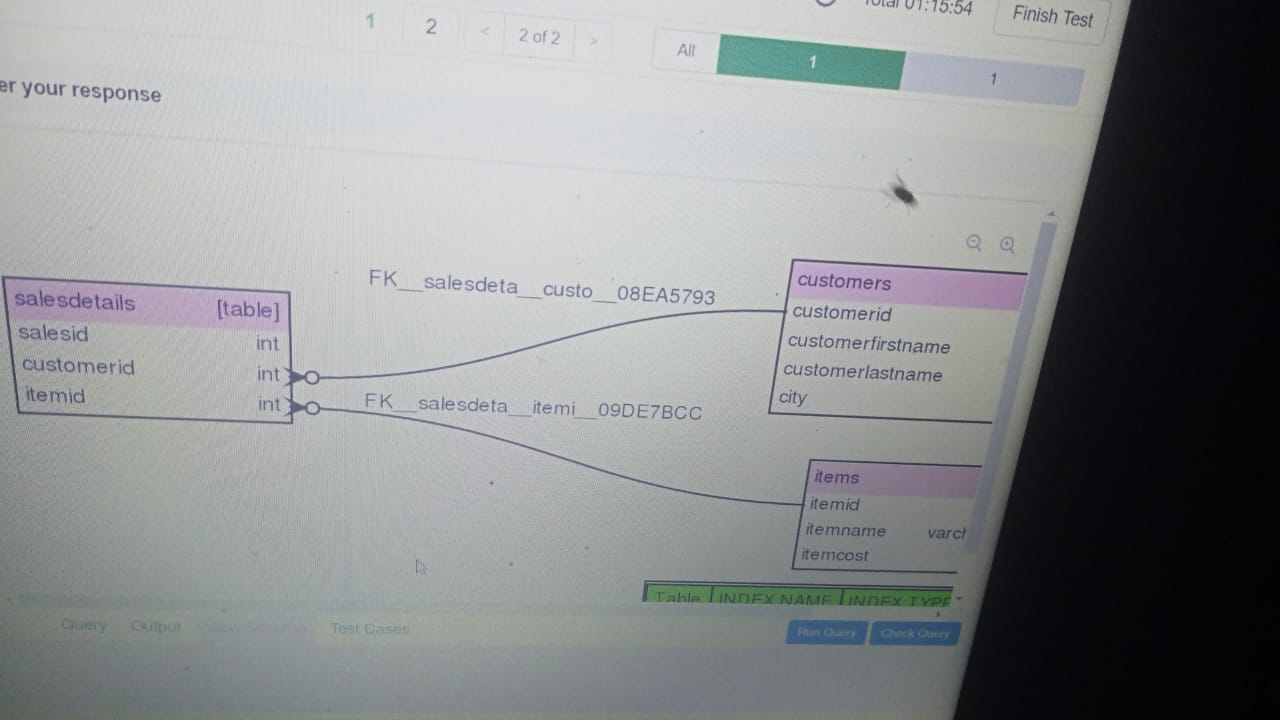 Total 01:15:54
Finish Test
1
2
<
2 of 2
>
All
1
1
er your response
FK__salesdeta__custo__08EA5793
customers
customerid
customerfirstname
customerlastname
city
salesdetails [table]
salesid int
customerid int
itemid int
FK__salesdeta__itemi__09DE7BCC
items
itemid
itemname varch
itemcost
Table INDEX NAME INDEX TYPE
Query
Output
View Schema
Test Cases
Run Query
Check Query